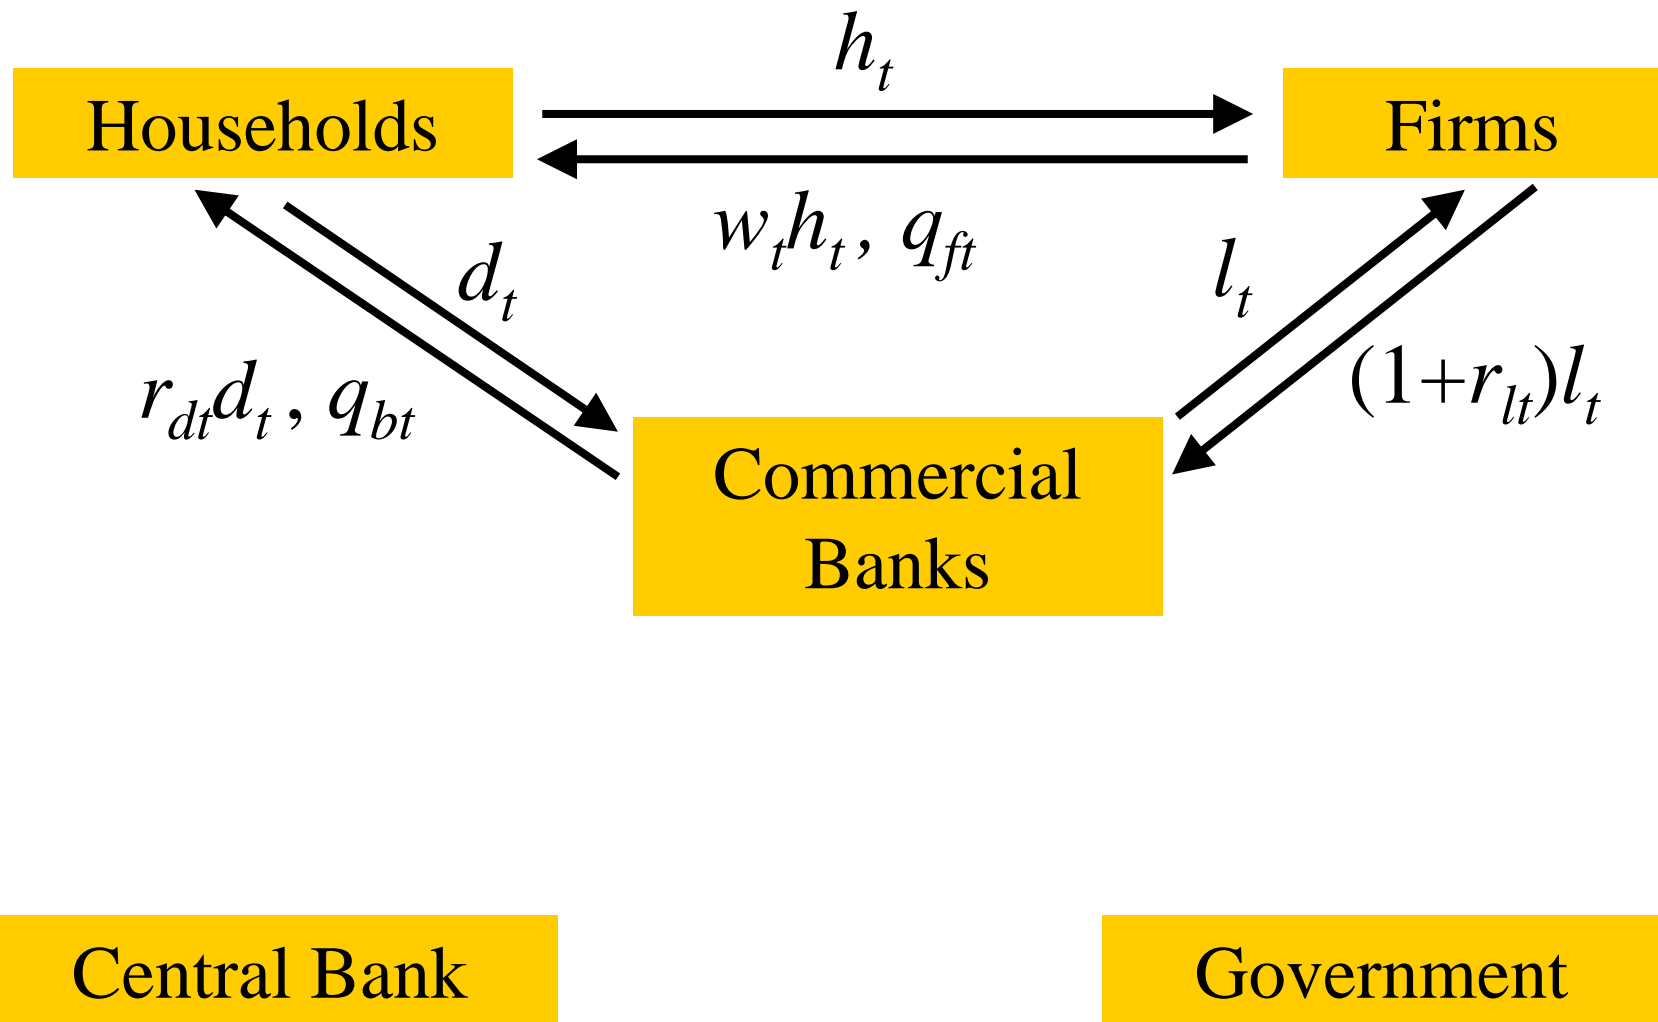 h_t
Households
Firms
w_t h_t, q_ft
d_t
l_t
r_dt d_t, q_bt
(1+r_lt)l_t
Commercial
Banks
Central Bank
Government